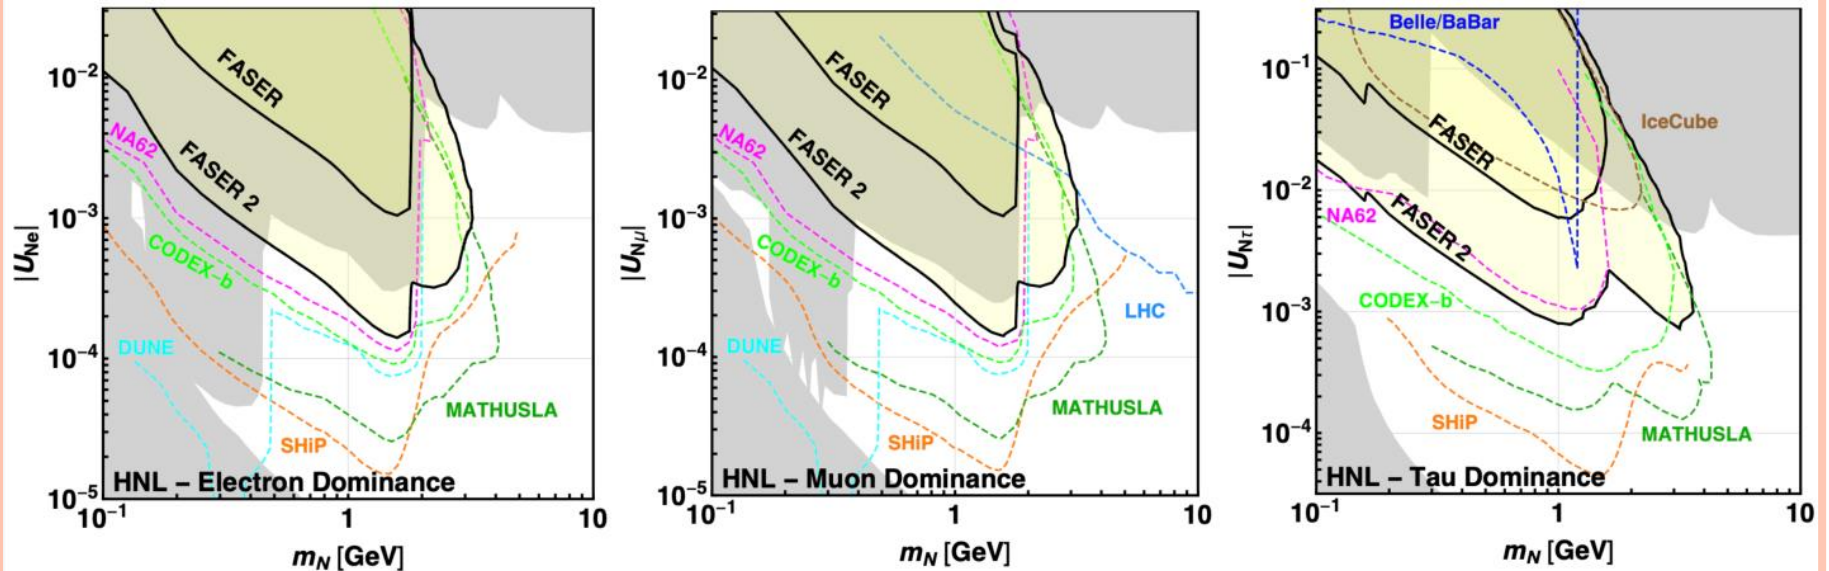 10⁻²
10⁻³
10⁻⁴
10⁻⁵
|U_Ne|
FASER
FASER 2
NA62
CODEX-b
DUNE
SHiP
MATHUSLA
HNL – Electron Dominance
10⁻¹
1
10
m_N [GeV]
10⁻²
10⁻³
10⁻⁴
10⁻⁵
|U_Nμ|
FASER
FASER 2
NA62
CODEX-b
LHC
DUNE
MATHUSLA
SHiP
HNL – Muon Dominance
10⁻¹
1
10
m_N [GeV]
10⁻¹
10⁻²
10⁻³
10⁻⁴
|U_Nτ|
Belle/BaBar
IceCube
FASER
FASER 2
NA62
CODEX-b
SHiP
MATHUSLA
HNL – Tau Dominance
10⁻¹
1
10
m_N [GeV]